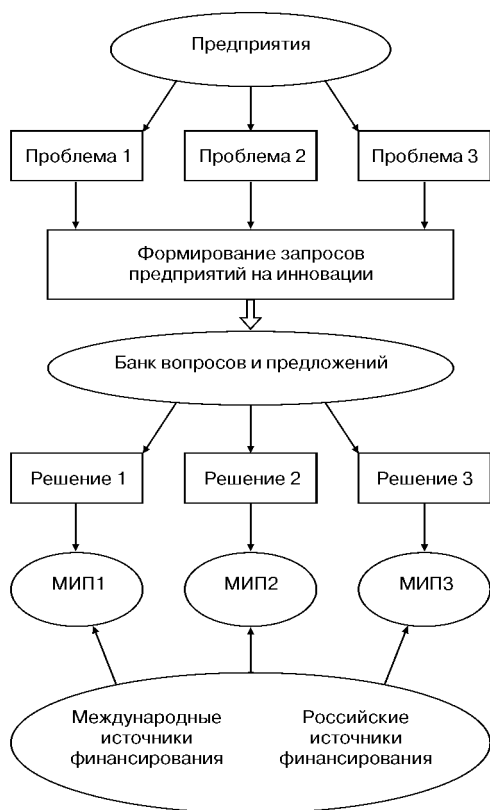 Предприятия
Проблема 1
Проблема 2
Проблема 3
Формирование запросов
предприятий на инновации
Банк вопросов и предложений
Решение 1
Решение 2
Решение 3
МИП1
МИП2
МИП3
Международные
источники
финансирования
Российские
источники
финансирования